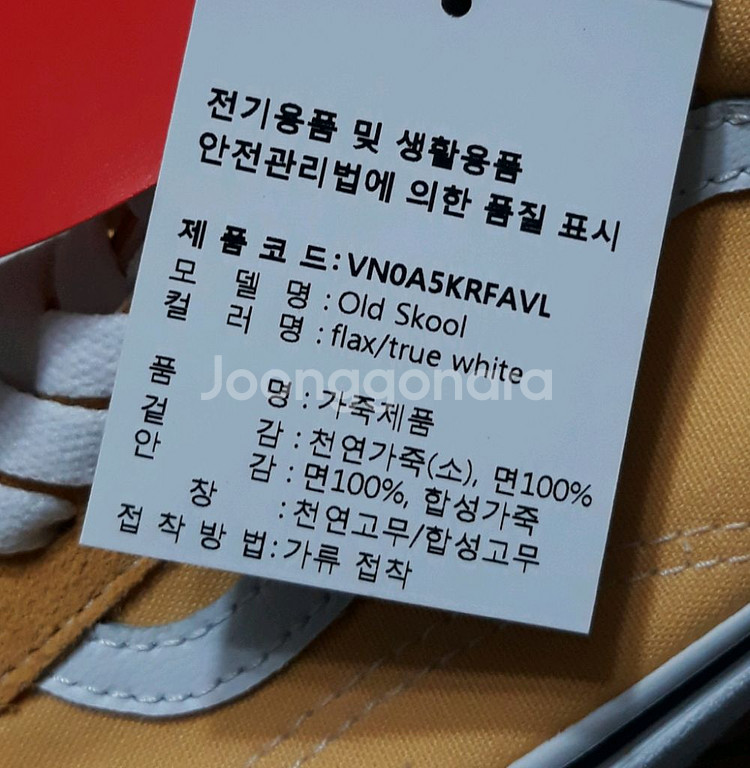 전기용품 및 생활용품
안전관리법에 의한 품질 표시
제 품 코 드:VN0A5KRFAVL
모 델 명:Old Skool
컬 러 명:flax/true white
Joonggonara
품 명:가죽제품
겉 감:천연가죽(소), 면100%
안 감:면100%, 합성가죽
창 :천연고무/합성고무
접 착 방 법:가류 접착